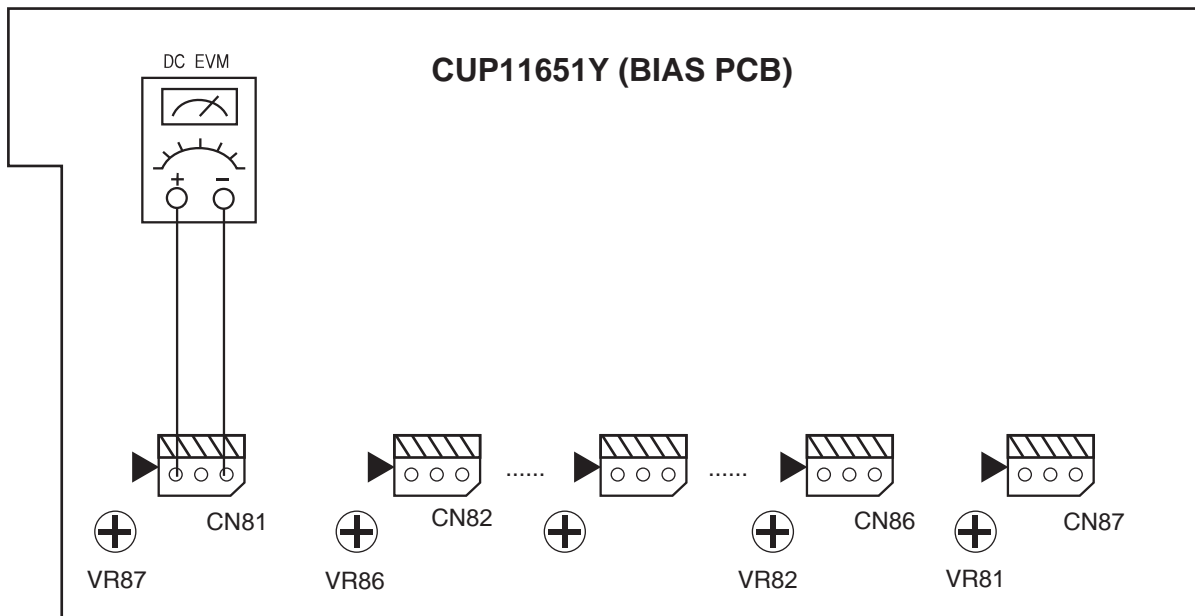 CUP11651Y (BIAS PCB)
DC EVM
+ −
...... ......
CN81 CN82 CN86 CN87
VR87 VR86 VR82 VR81